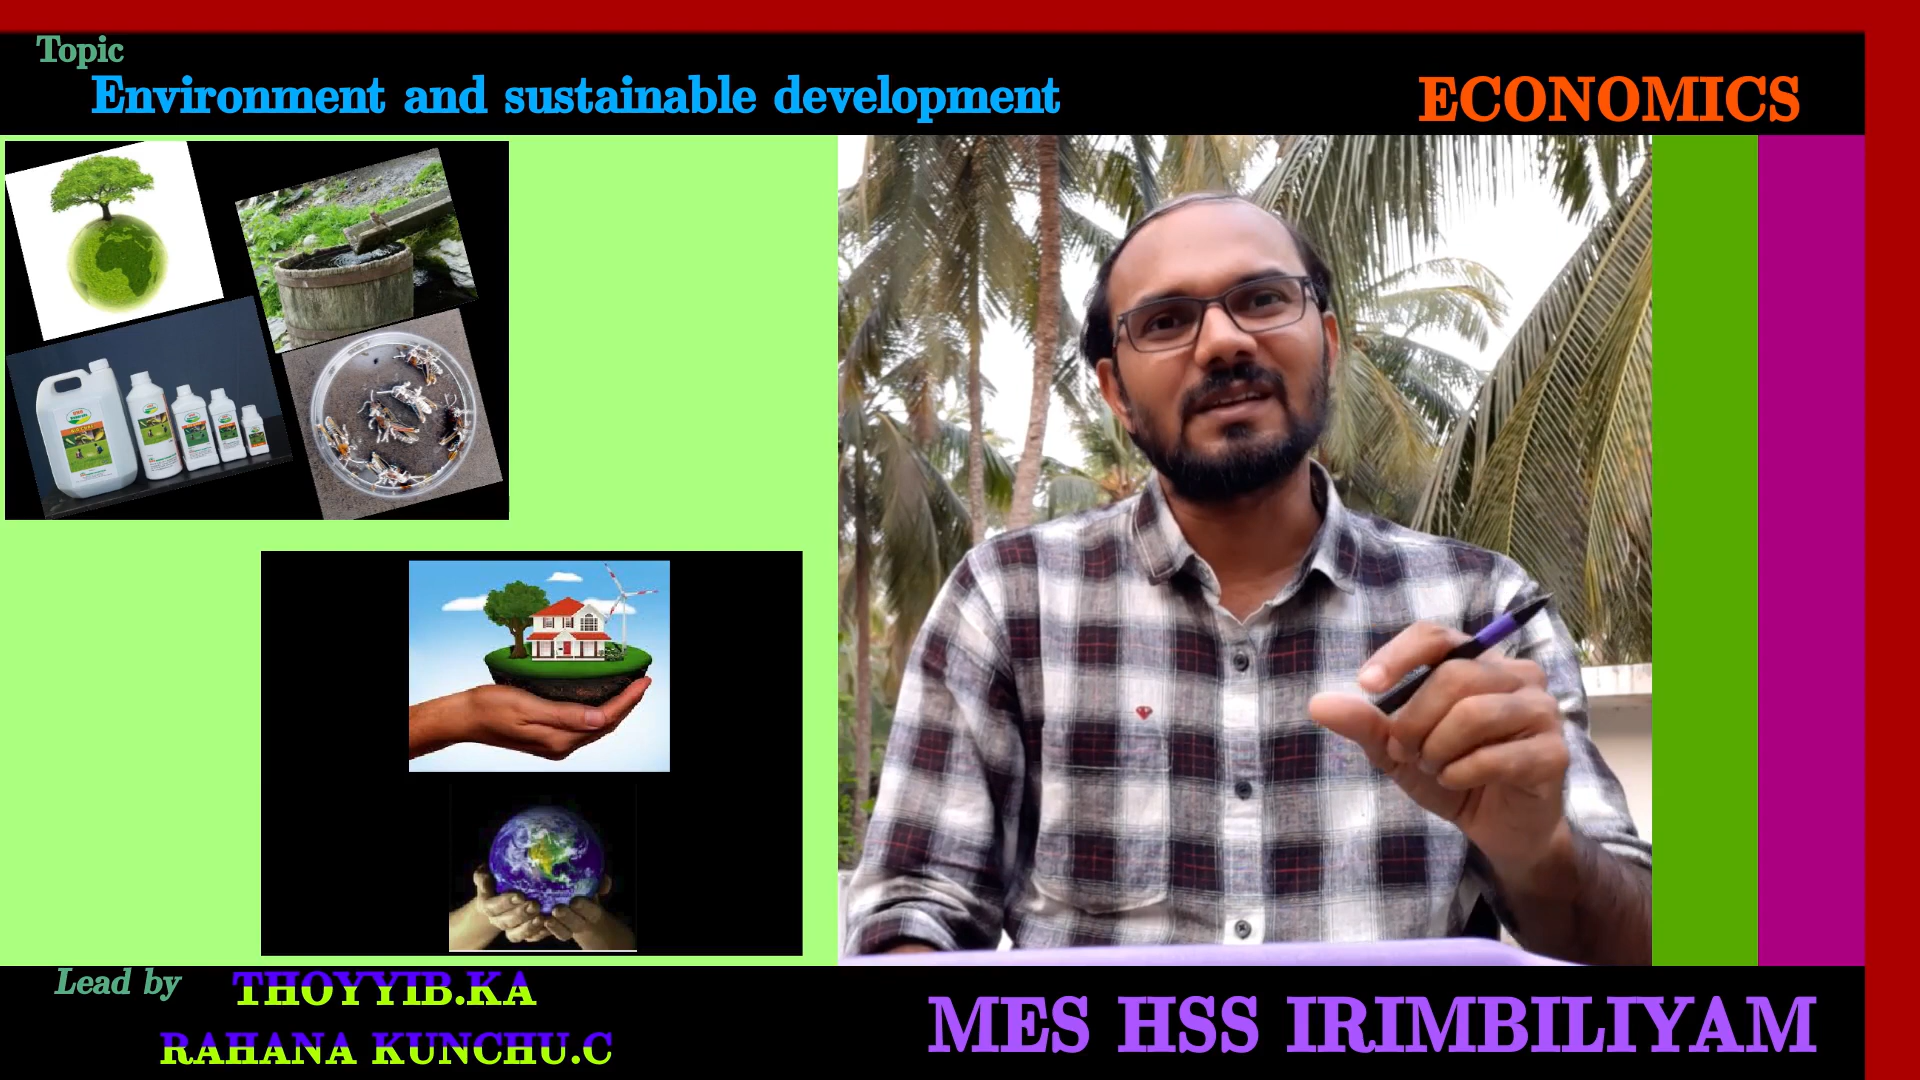 Topic
Environment and sustainable development
ECONOMICS
Lead by
THOYYIB.KA
RAHANA KUNCHU.C
MES HSS IRIMBILIYAM